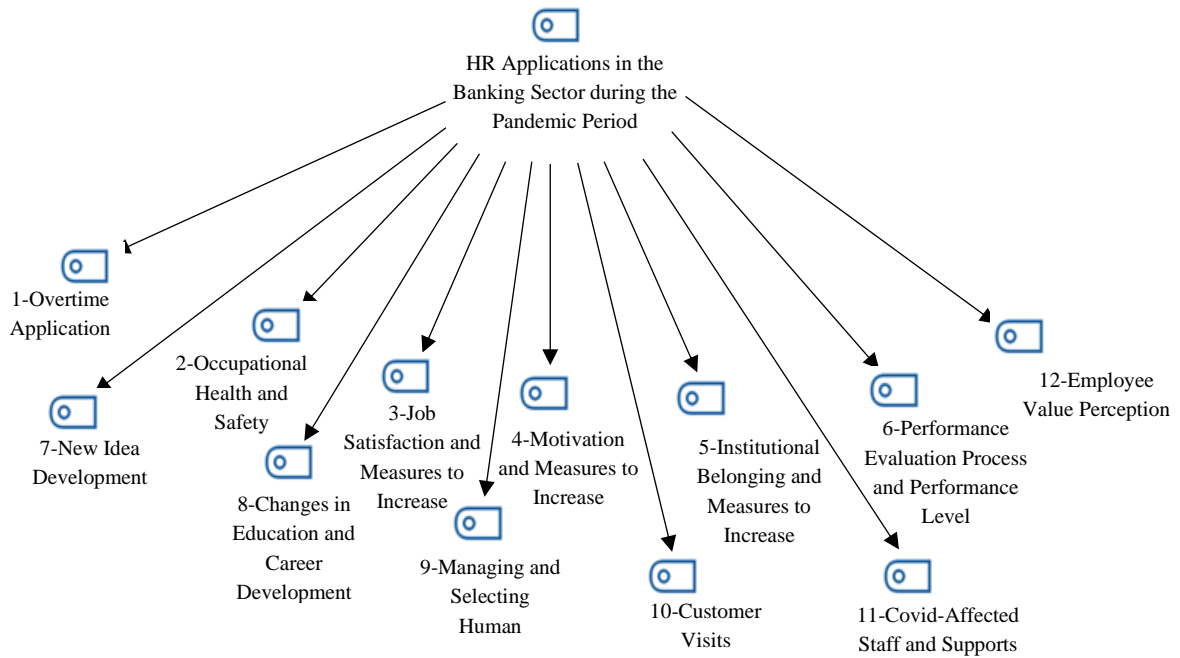 HR Applications in the
Banking Sector during the
Pandemic Period
1-Overtime
Application
2-Occupational
Health and
Safety
3-Job
Satisfaction and
Measures to
Increase
4-Motivation
and Measures to
Increase
5-Institutional
Belonging and
Measures to
Increase
6-Performance
Evaluation Process
and Performance
Level
12-Employee
Value Perception
7-New Idea
Development
8-Changes in
Education and
Career
Development
9-Managing and
Selecting
Human
10-Customer
Visits
11-Covid-Affected
Staff and Supports